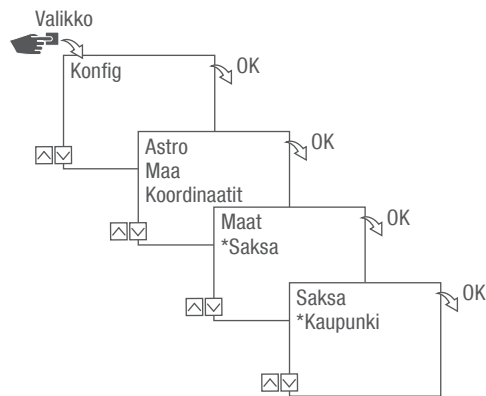 Valikko
Konfig
OK
Astro
Maa
Koordinaatit
OK
Maat
*Saksa
OK
Saksa
*Kaupunki
OK